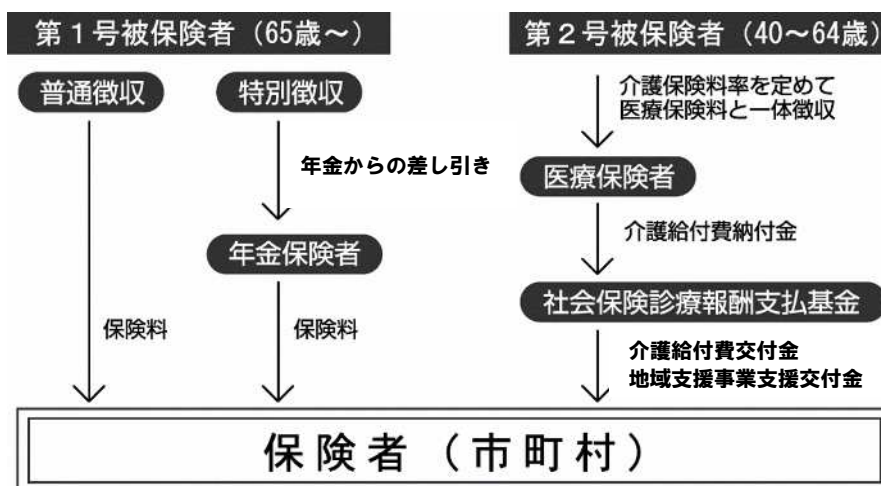 第1号被保険者（65歳～）
普通徴収
特別徴収
年金からの差し引き
年金保険者
保険料
保険料
第2号被保険者（40～64歳）
介護保険料率を定めて
医療保険料と一体徴収
医療保険者
介護給付費納付金
社会保険診療報酬支払基金
介護給付費交付金
地域支援事業支援交付金
保険者（市町村）